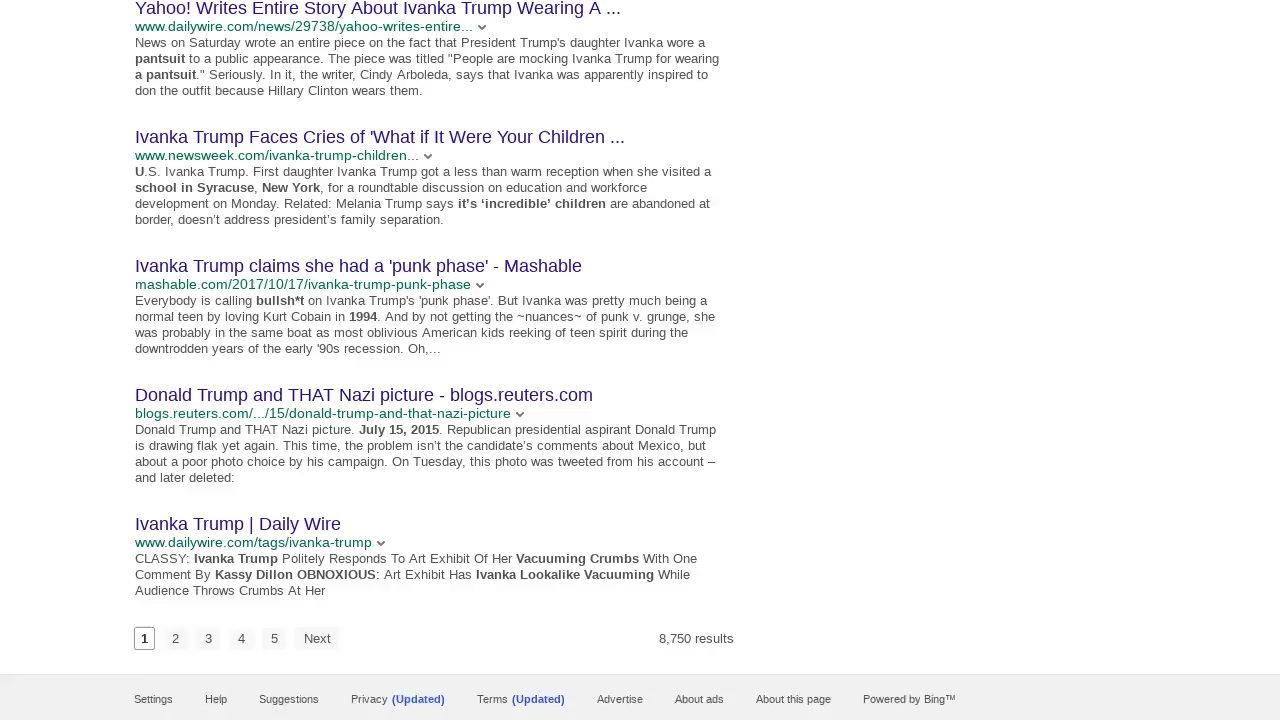 Yahoo! Writes Entire Story About Ivanka Trump Wearing A ...
www.dailywire.com/news/29738/yahoo-writes-entire...
News on Saturday wrote an entire piece on the fact that President Trump's daughter Ivanka wore a
pantsuit to a public appearance. The piece was titled "People are mocking Ivanka Trump for wearing
a pantsuit." Seriously. In it, the writer, Cindy Arboleda, says that Ivanka was apparently inspired to
don the outfit because Hillary Clinton wears them.
Ivanka Trump Faces Cries of 'What if It Were Your Children ...
www.newsweek.com/ivanka-trump-children...
U.S. Ivanka Trump. First daughter Ivanka Trump got a less than warm reception when she visited a
school in Syracuse, New York, for a roundtable discussion on education and workforce
development on Monday. Related: Melania Trump says it’s ‘incredible’ children are abandoned at
border, doesn’t address president’s family separation.
Ivanka Trump claims she had a 'punk phase' - Mashable
mashable.com/2017/10/17/ivanka-trump-punk-phase
Everybody is calling bullsh*t on Ivanka Trump's 'punk phase'. But Ivanka was pretty much being a
normal teen by loving Kurt Cobain in 1994. And by not getting the ~nuances~ of punk v. grunge, she
was probably in the same boat as most oblivious American kids reeking of teen spirit during the
downtrodden years of the early '90s recession. Oh,...
Donald Trump and THAT Nazi picture - blogs.reuters.com
blogs.reuters.com/.../15/donald-trump-and-that-nazi-picture
Donald Trump and THAT Nazi picture. July 15, 2015. Republican presidential aspirant Donald Trump
is drawing flak yet again. This time, the problem isn’t the candidate’s comments about Mexico, but
about a poor photo choice by his campaign. On Tuesday, this photo was tweeted from his account –
and later deleted:
Ivanka Trump | Daily Wire
www.dailywire.com/tags/ivanka-trump
CLASSY: Ivanka Trump Politely Responds To Art Exhibit Of Her Vacuuming Crumbs With One
Comment By Kassy Dillon OBNOXIOUS: Art Exhibit Has Ivanka Lookalike Vacuuming While
Audience Throws Crumbs At Her
1 2 3 4 5 Next 8,750 results
Settings Help Suggestions Privacy (Updated) Terms (Updated) Advertise About ads About this page Powered by Bing™